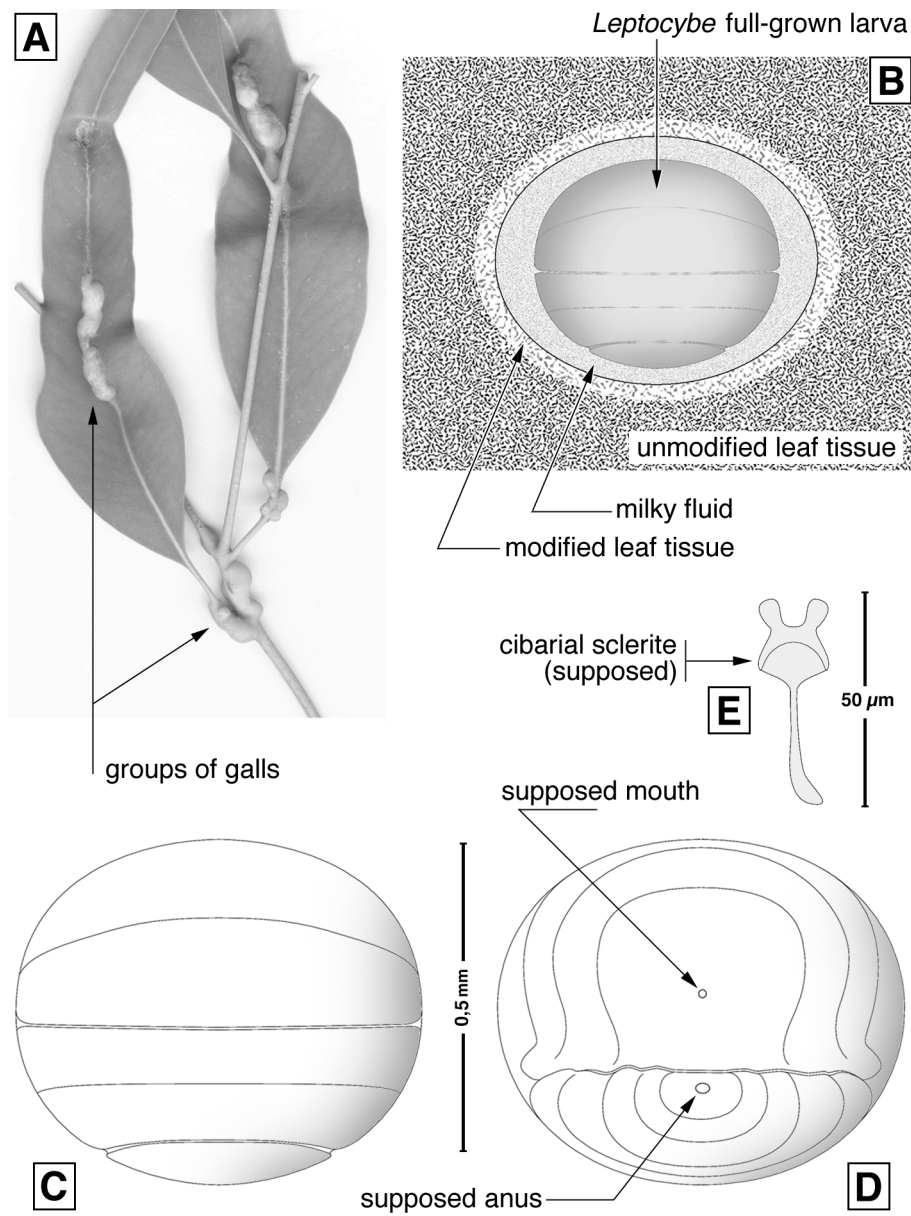 A
Leptocybe full-grown larva
B
unmodified leaf tissue
milky fluid
modified leaf tissue
cibarial sclerite
(supposed)
E
50 µm
groups of galls
supposed mouth
0,5 mm
C
D
supposed anus